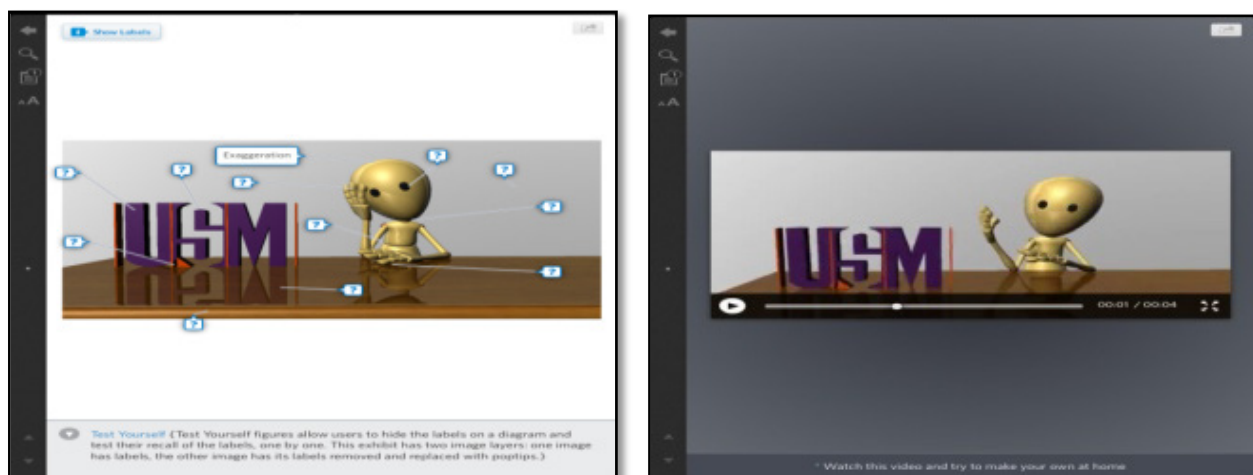 Show Labels
Exaggeration
?
?
?
?
?
?
?
?
?
?
USM
Test Yourself (Test Yourself figures allow users to hide the labels on a diagram and
test their recall of the labels, one by one. This exhibit has two image layers: one image
has labels, the other image has its labels removed and replaced with poptips.)
AA
USM
00:01 / 00:04
AA
* Watch this video and try to make your own at home